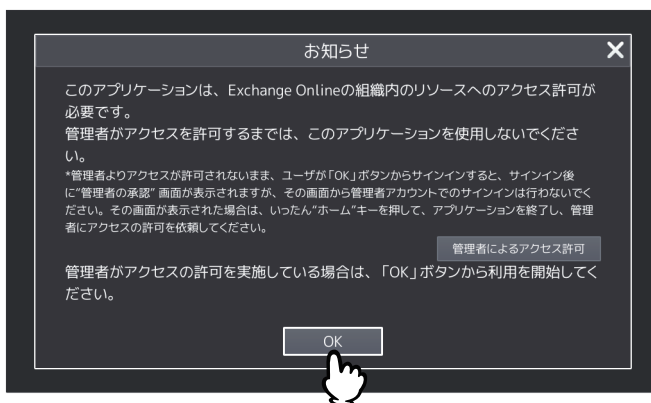 お知らせ
このアプリケーションは、Exchange Onlineの組織内のリソースへのアクセス許可が
必要です。
管理者がアクセスを許可するまでは、このアプリケーションを使用しないでくださ
い。
*管理者よりアクセスが許可されないまま、ユーザが「OK」ボタンからサインインすると、サインイン後
に“管理者の承認” 画面が表示されますが、その画面から管理者アカウントでのサインインは行わないでく
ださい。その画面が表示された場合は、いったん“ホーム”キーを押して、アプリケーションを終了し、管理
者にアクセスの許可を依頼してください。
管理者によるアクセス許可
管理者がアクセスの許可を実施している場合は、「OK」ボタンから利用を開始してく
ださい。
OK